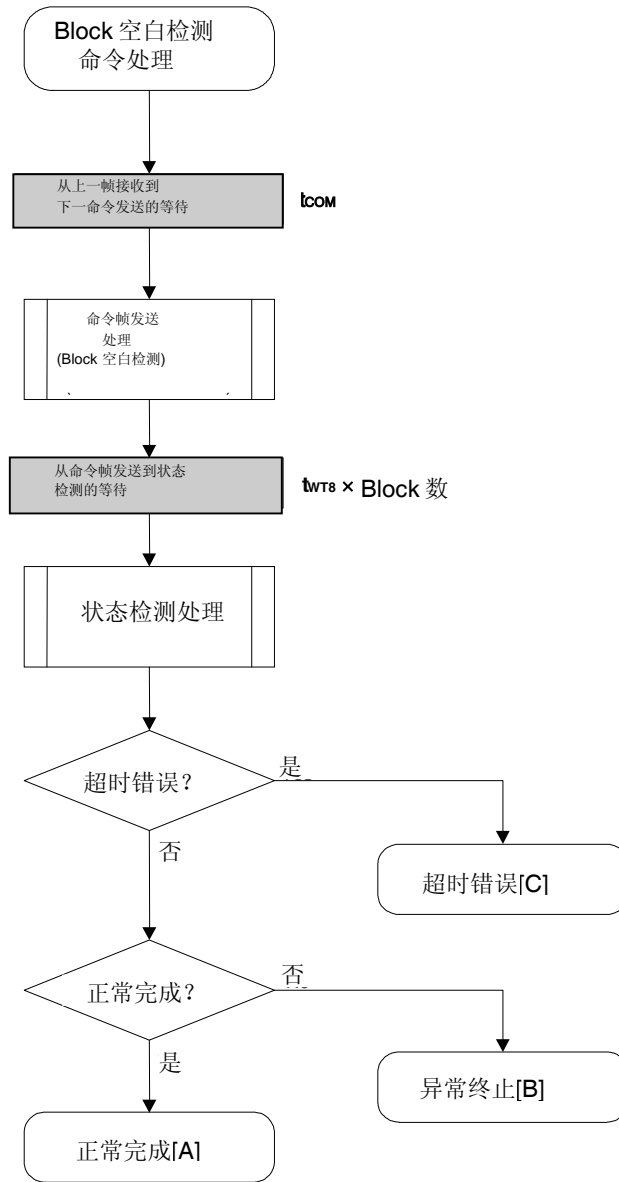 Block 空白检测
命令处理
从上一帧接收到
下一命令发送的等待
tCOM
命令帧发送
处理
(Block 空白检测)
从命令帧发送到状态
检测的等待
tWT8 × Block 数
状态检测处理
超时错误？
是
否
超时错误[C]
正常完成？
否
是
异常终止[B]
正常完成[A]